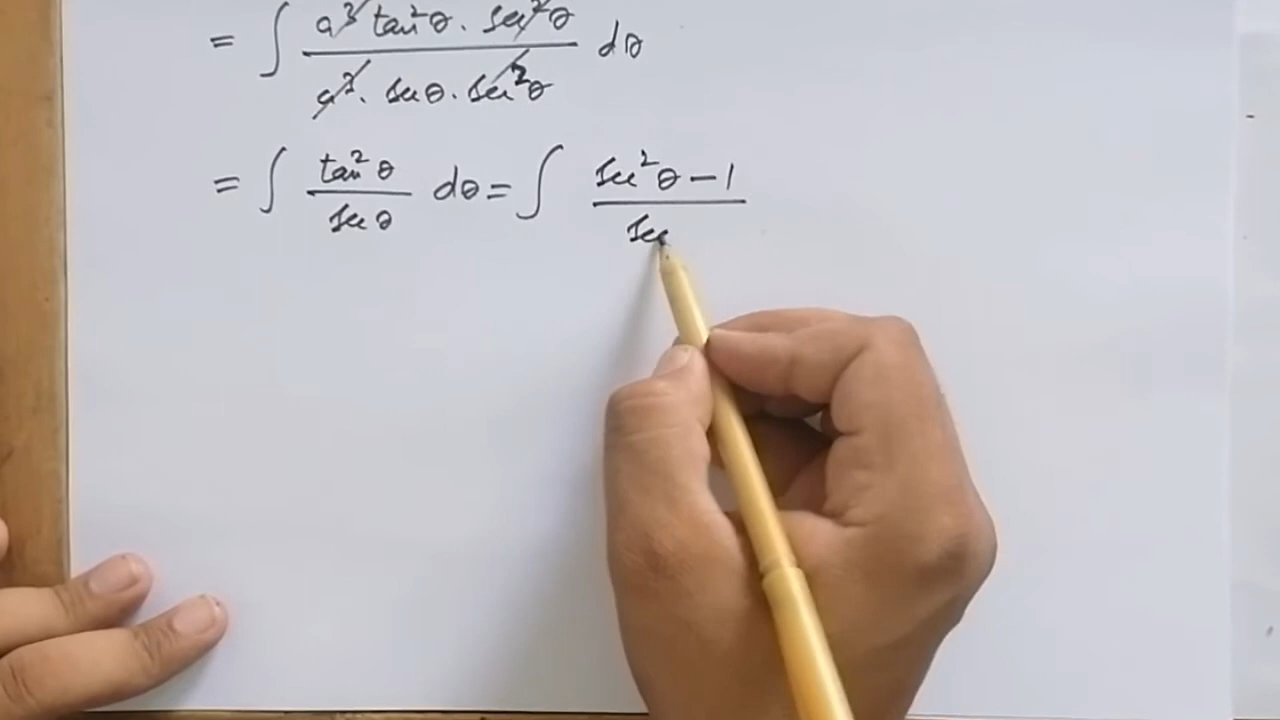 = ∫ a³ tan²θ · sec²θ / a³ · secθ · sec²θ dθ
= ∫ tan²θ / secθ dθ = ∫ sec²θ − 1 / sec